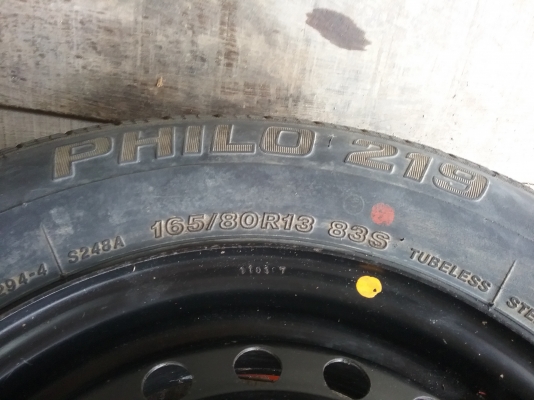 PHILO 219
S248A 165/80R13 83S TUBELESS